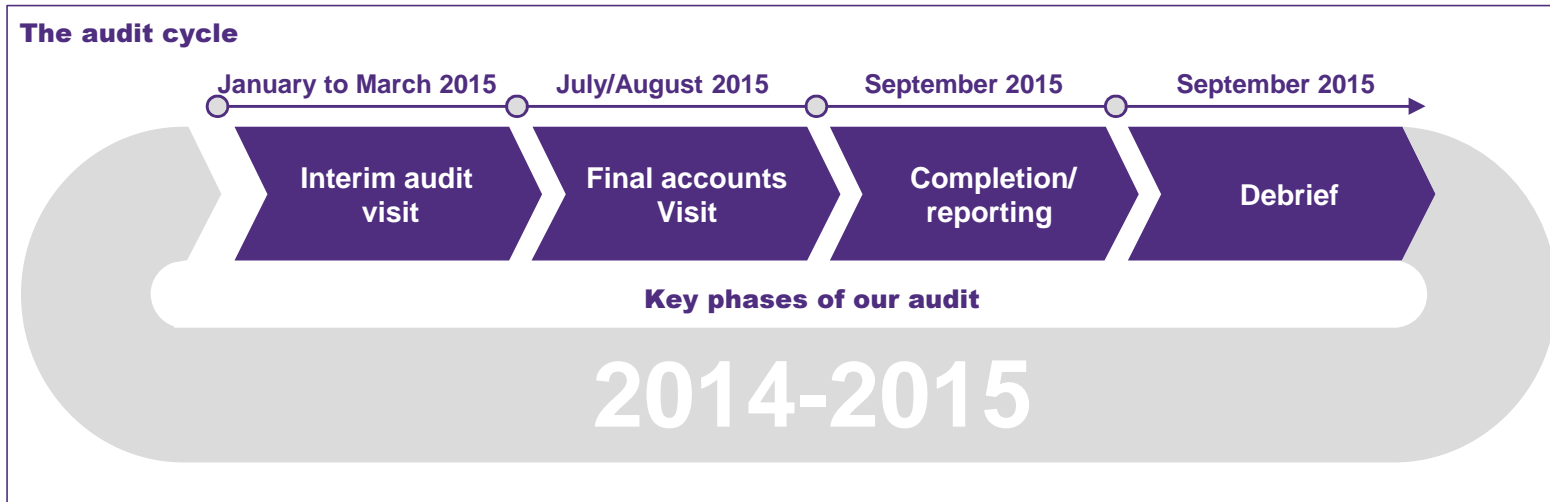 The audit cycle
January to March 2015
July/August 2015
September 2015
September 2015
Interim audit
visit
Final accounts
Visit
Completion/
reporting
Debrief
Key phases of our audit
2014-2015